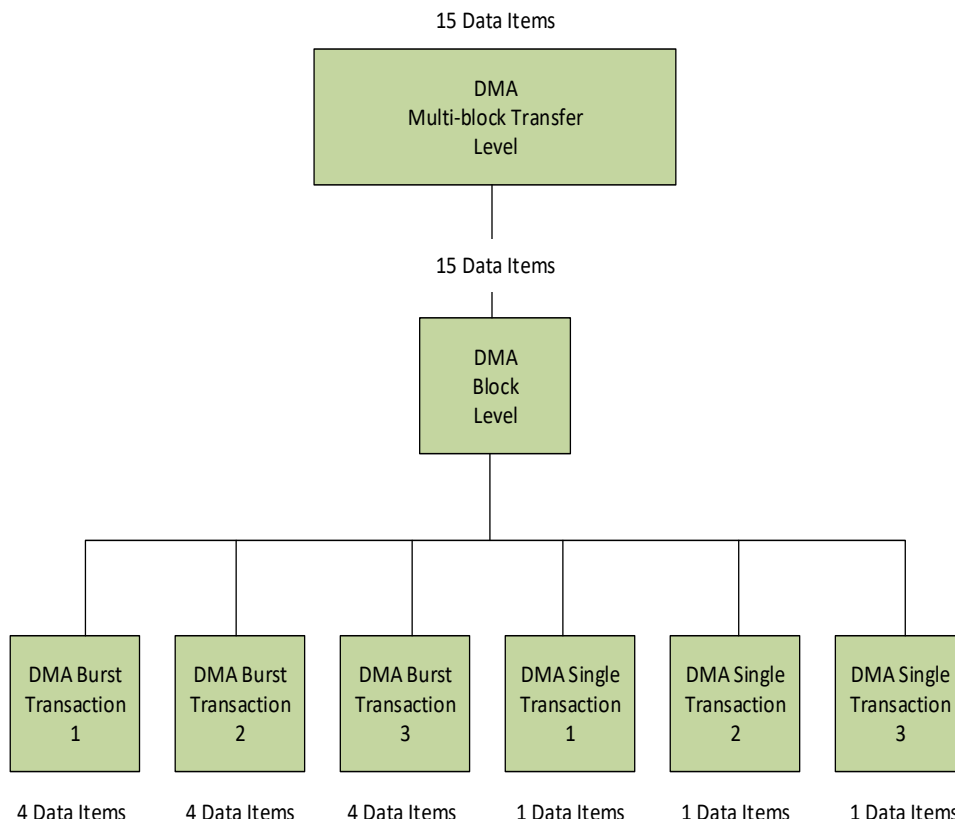 15 Data Items
DMA
Multi-block Transfer
Level
15 Data Items
DMA
Block
Level
DMA Burst
Transaction
1
DMA Burst
Transaction
2
DMA Burst
Transaction
3
DMA Single
Transaction
1
DMA Single
Transaction
2
DMA Single
Transaction
3
4 Data Items
4 Data Items
4 Data Items
1 Data Items
1 Data Items
1 Data Items